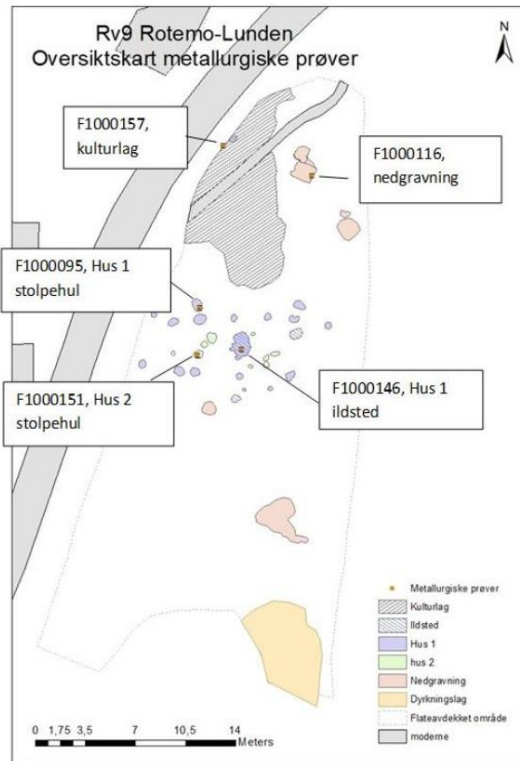 Rv9 Rotemo-Lunden
Oversiktskart metallurgiske prøver
N
F1000157,
kulturlag
F1000116,
nedgravning
F1000095, Hus 1
stolpehul
F1000151, Hus 2
stolpehul
F1000146, Hus 1
ildsted
Metallurgiske prøver
Kulturlag
Ildsted
Hus 1
hus 2
Nedgravning
Dyrkningslag
Flateavdekket område
moderne
0 1,75 3,5 7 10,5 14
Meters